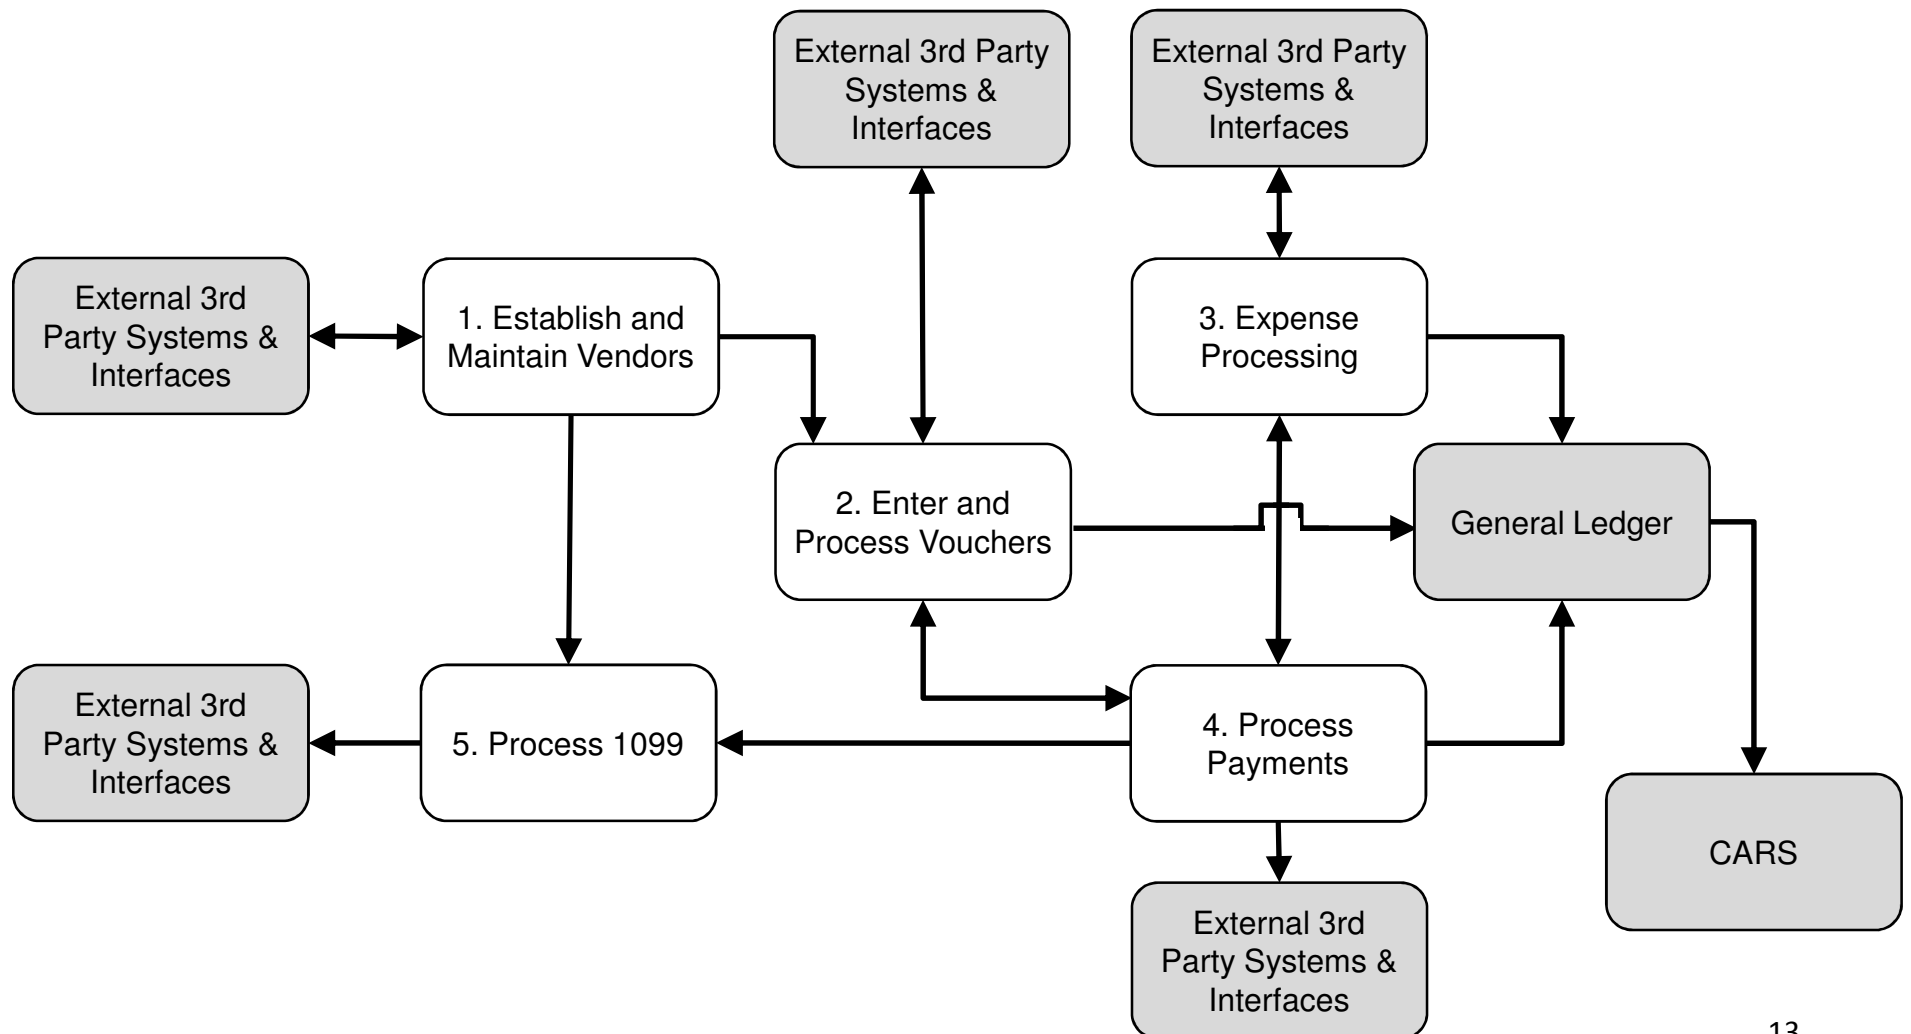 External 3rd Party
Systems &
Interfaces
External 3rd Party
Systems &
Interfaces
External 3rd
Party Systems &
Interfaces
1. Establish and
Maintain Vendors
3. Expense
Processing
2. Enter and
Process Vouchers
General Ledger
External 3rd
Party Systems &
Interfaces
5. Process 1099
4. Process
Payments
CARS
External 3rd
Party Systems &
Interfaces
13